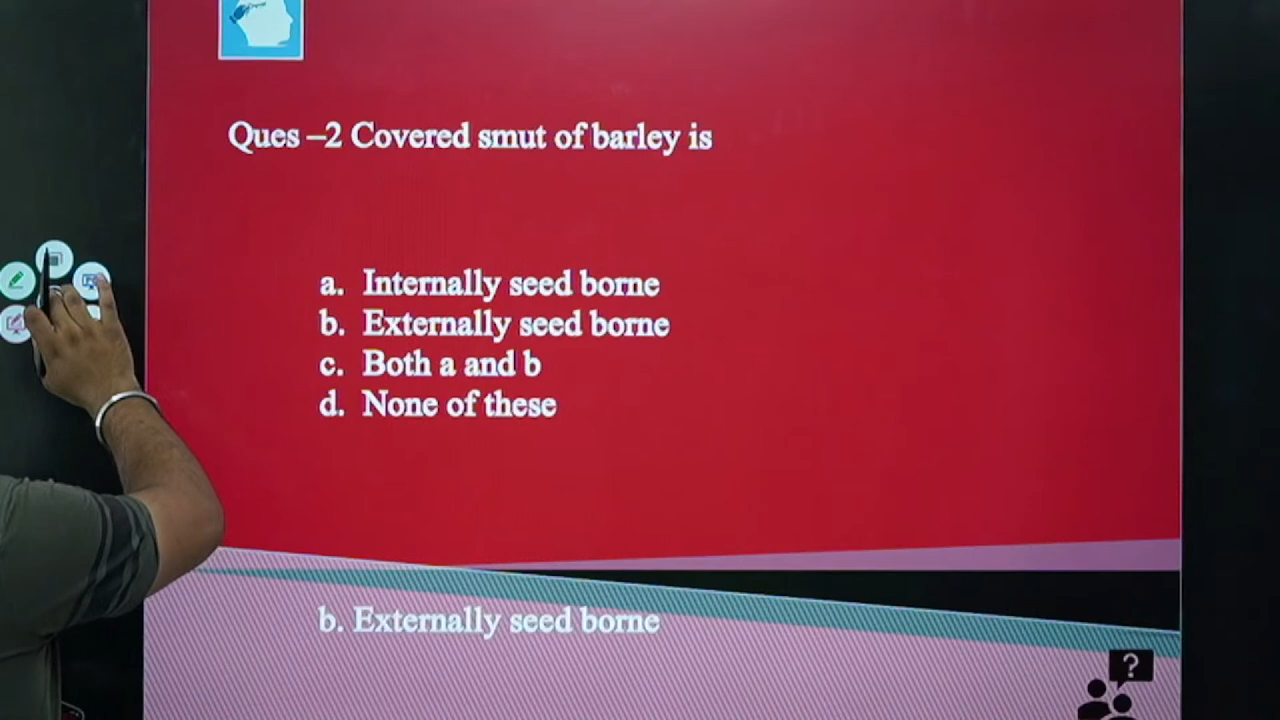 Ques –2 Covered smut of barley is
a. Internally seed borne
b. Externally seed borne
c. Both a and b
d. None of these
b. Externally seed borne
?